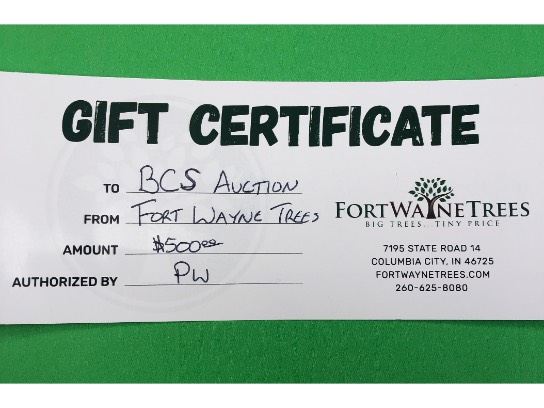 GIFT CERTIFICATE
TO BCS AUCTION
FROM FORT WAYNE TREES
AMOUNT $500.00
AUTHORIZED BY PW
FORTWAYNETREES
BIG TREES...TINY PRICE
7195 STATE ROAD 14
COLUMBIA CITY, IN 46725
FORTWAYNETREES.COM
260-625-8080